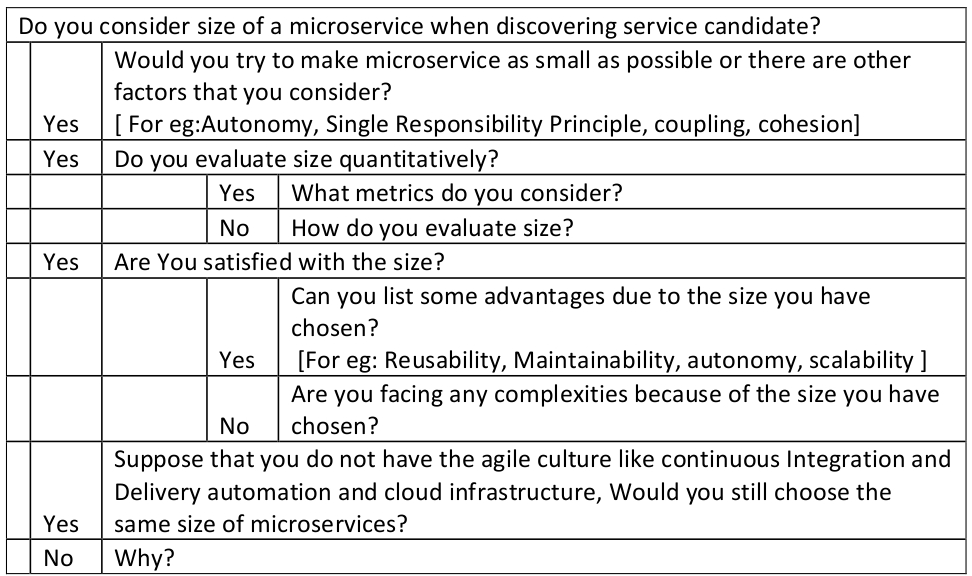 Do you consider size of a microservice when discovering service candidate?
Would you try to make microservice as small as possible or there are other
factors that you consider?
Yes [ For eg:Autonomy, Single Responsibility Principle, coupling, cohesion]
Yes Do you evaluate size quantitatively?
Yes What metrics do you consider?
No How do you evaluate size?
Yes Are You satisfied with the size?
Can you list some advantages due to the size you have
chosen?
Yes [For eg: Reusability, Maintainability, autonomy, scalability ]
Are you facing any complexities because of the size you have
No chosen?
Suppose that you do not have the agile culture like continuous Integration and
Delivery automation and cloud infrastructure, Would you still choose the
Yes same size of microservices?
No Why?